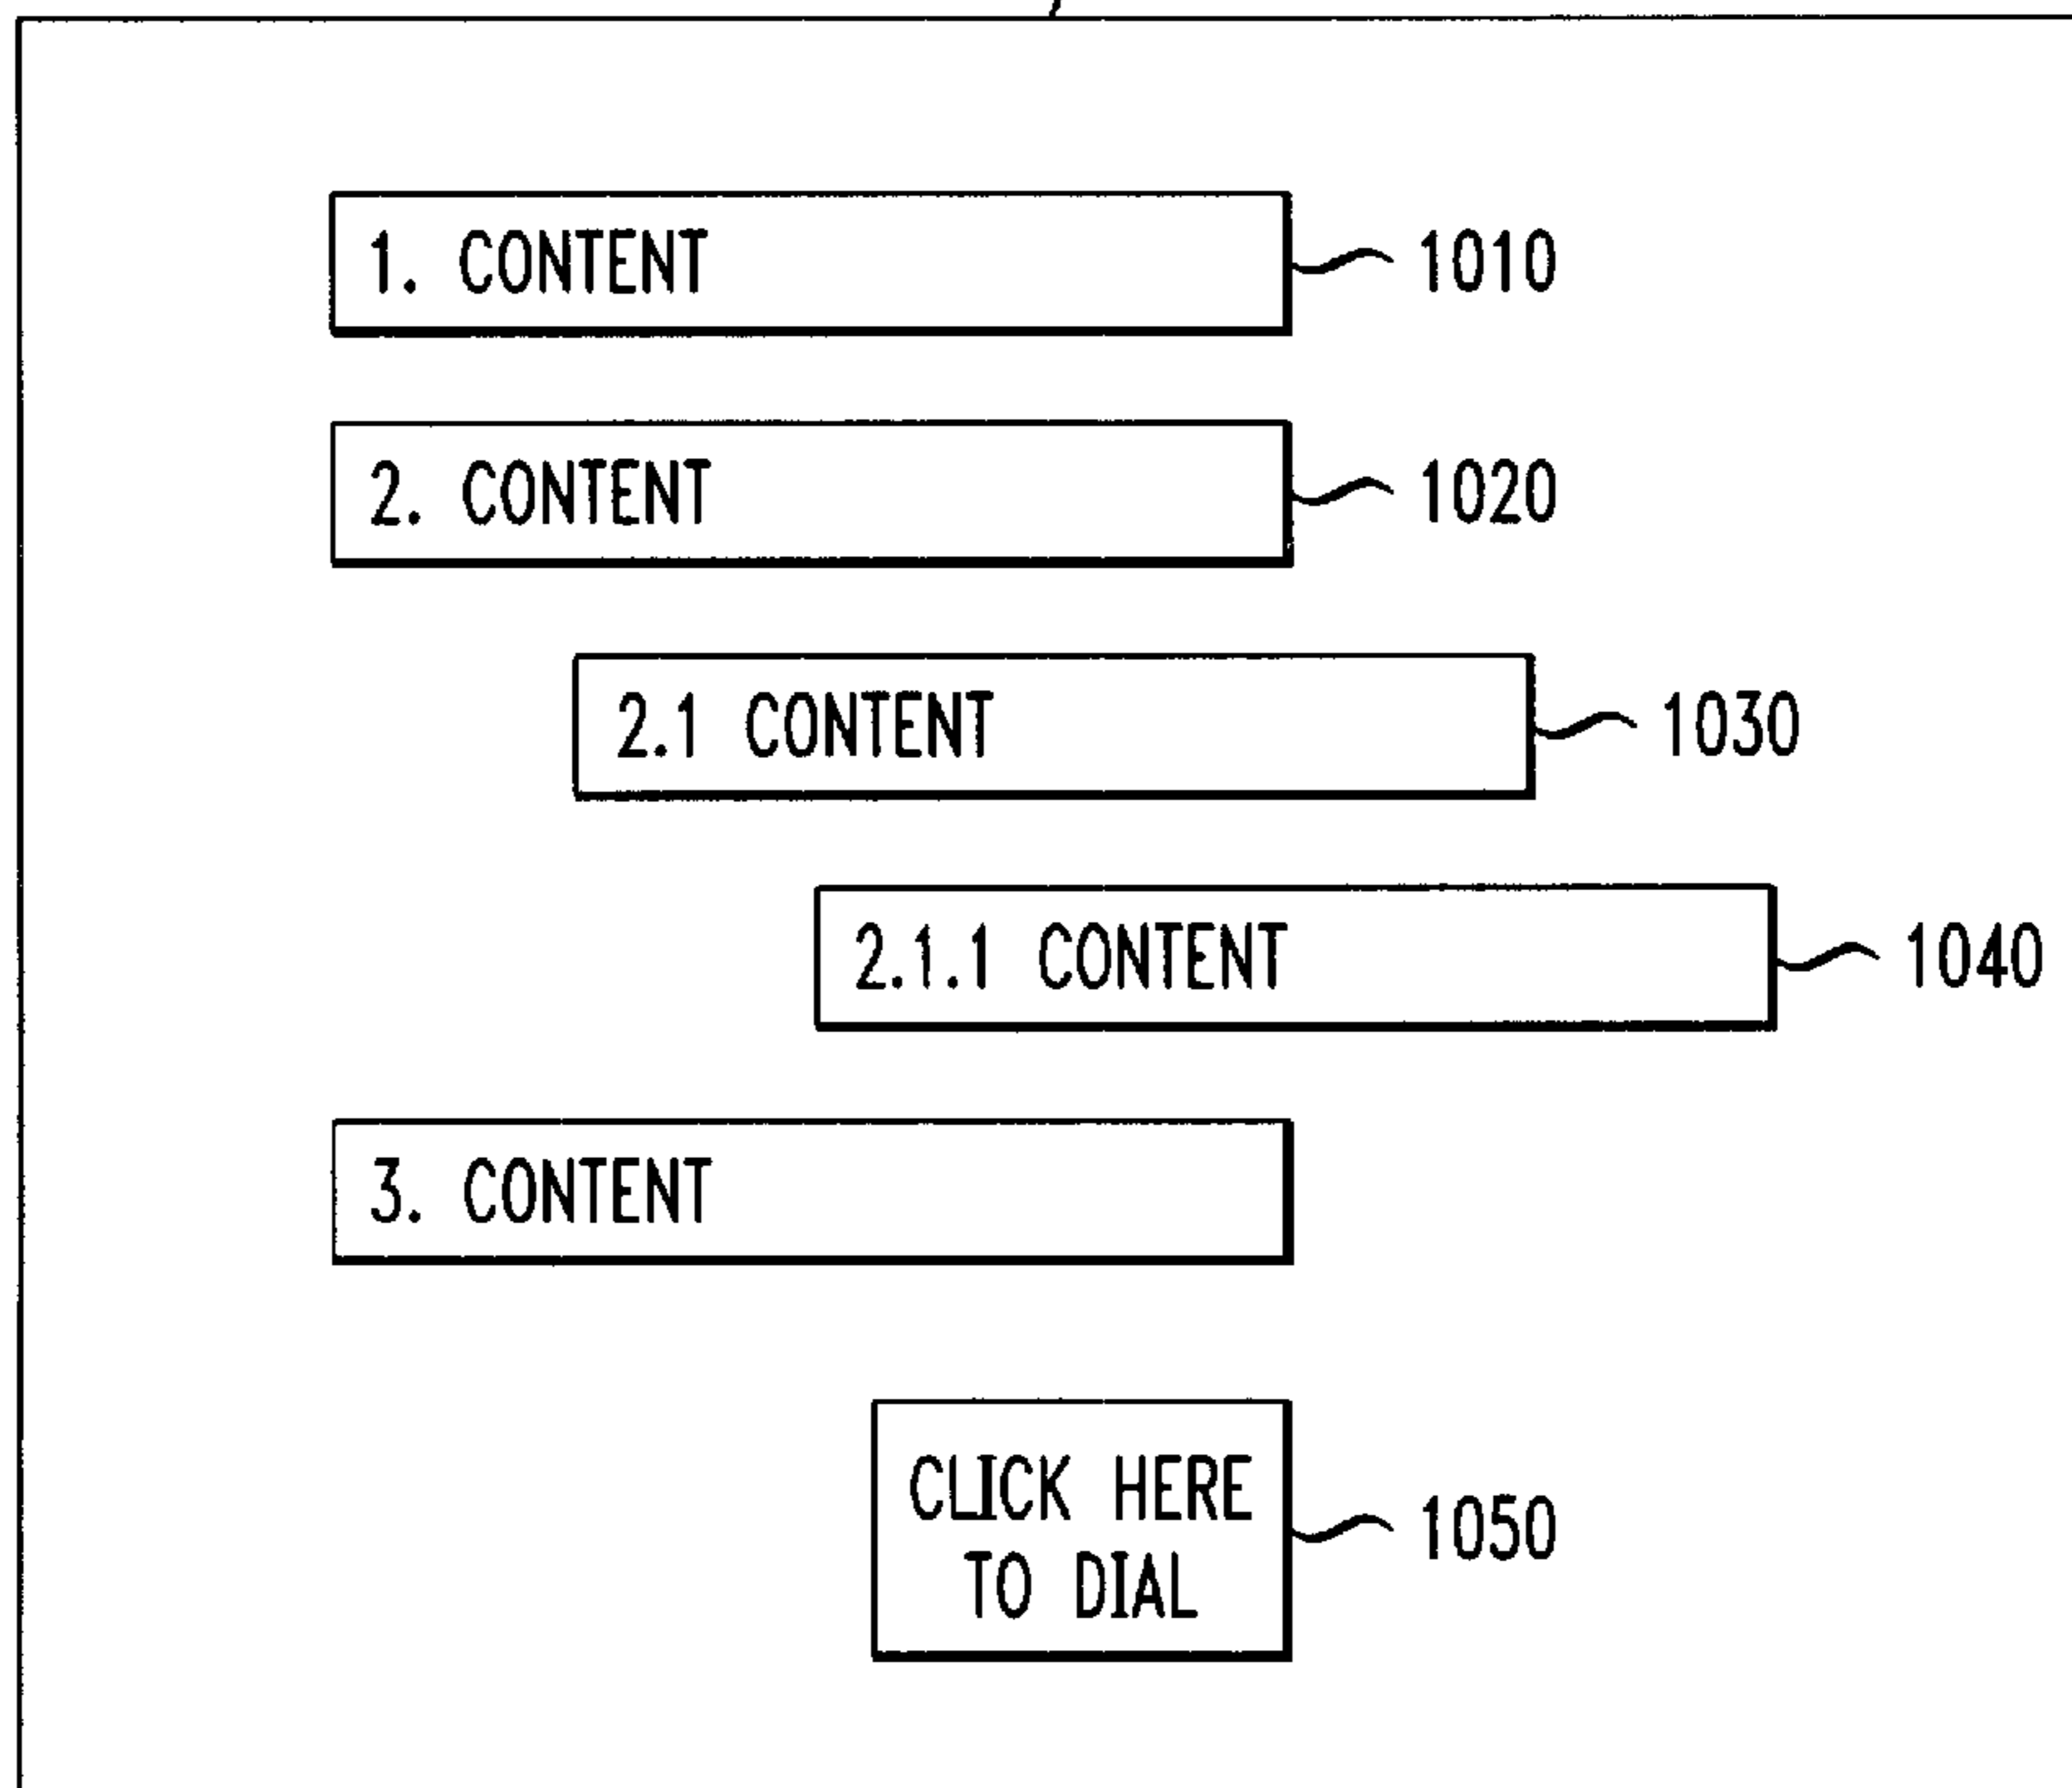 1. CONTENT 1010
2. CONTENT 1020
2.1 CONTENT 1030
2.1.1 CONTENT 1040
3. CONTENT
CLICK HERE
TO DIAL
1050